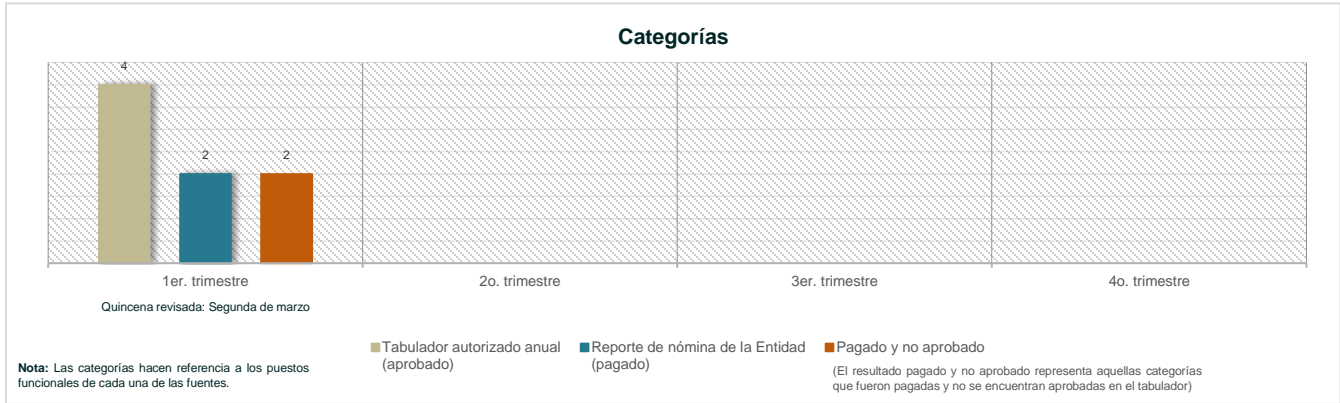 Categorías
4
2
2
1er. trimestre
2o. trimestre
3er. trimestre
4o. trimestre
Quincena revisada: Segunda de marzo
Tabulador autorizado anual
(aprobado)
Reporte de nómina de la Entidad
(pagado)
Pagado y no aprobado
(El resultado pagado y no aprobado representa aquellas categorías
que fueron pagadas y no se encuentran aprobadas en el tabulador)
Nota: Las categorías hacen referencia a los puestos
funcionales de cada una de las fuentes.